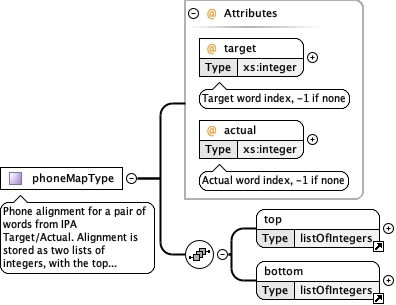 @ Attributes
@ target
Type xs:integer
Target word index, -1 if none
@ actual
Type xs:integer
Actual word index, -1 if none
phoneMapType
Phone alignment for a pair of
words from IPA
Target/Actual. Alignment is
stored as two lists of
integers, with the top...
top
Type listOfIntegers
bottom
Type listOfIntegers